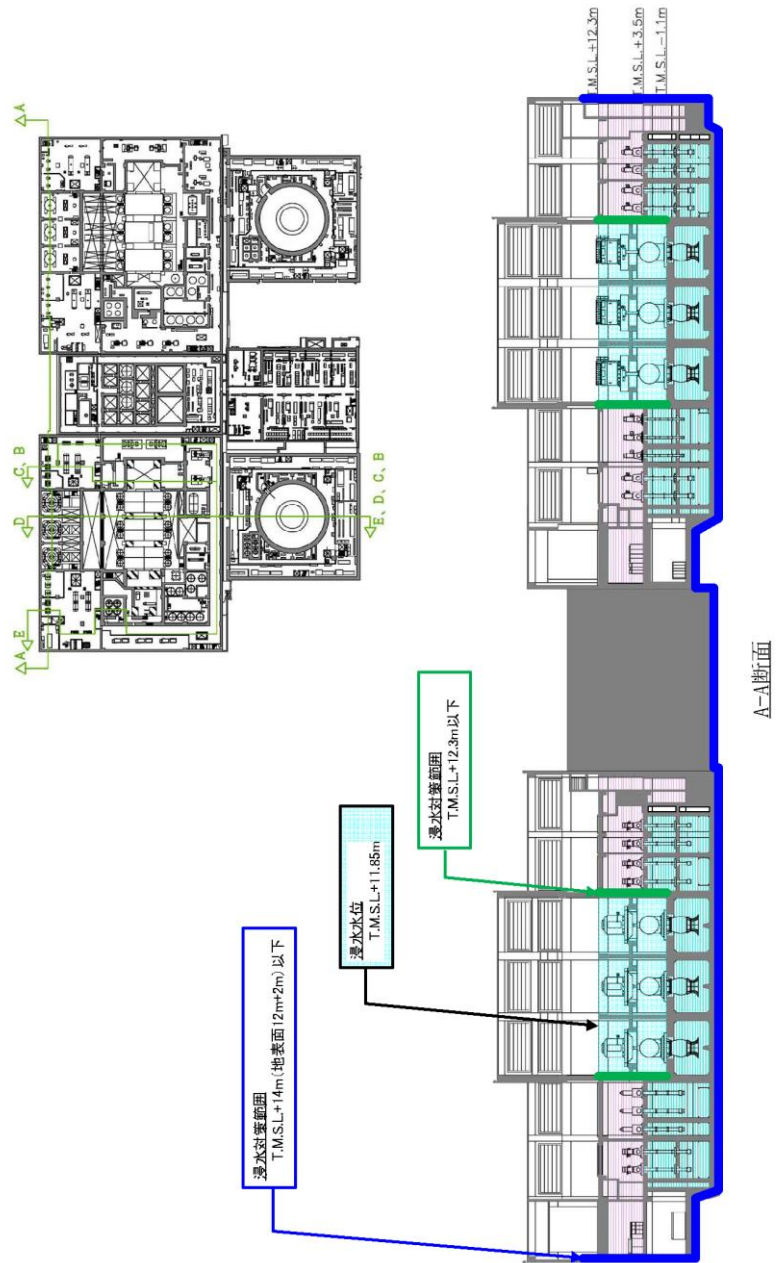 A
A
E
D
C、B
E、D、C、B
浸水対策範囲
T.M.S.L.+14m(地表面12m+2m)以下
浸水水位
T.M.S.L.+11.85m
浸水対策範囲
T.M.S.L.+12.3m以下
T.M.S.L.+12.3m
T.M.S.L.+3.5m
T.M.S.L.-1.1m
A-A断面